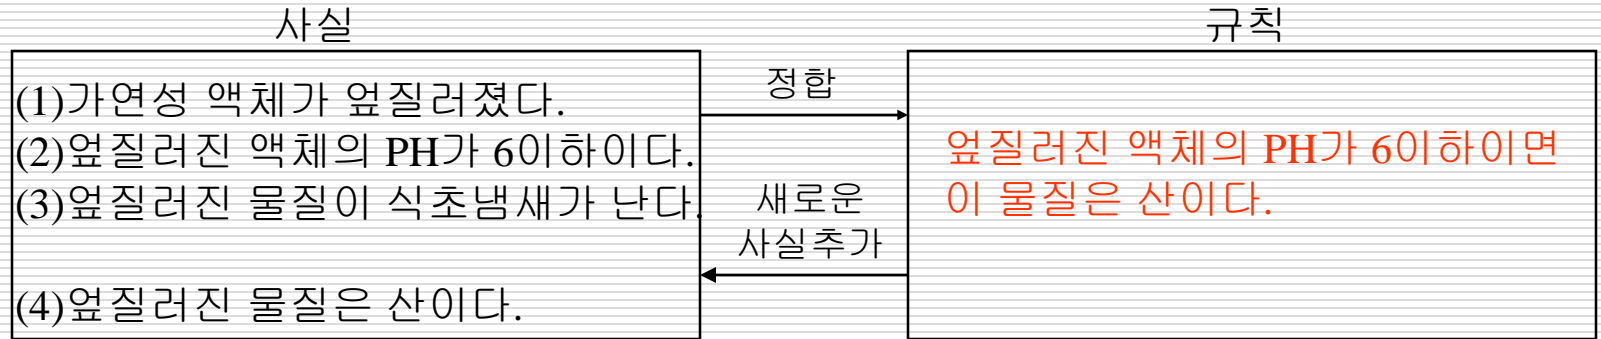 사실
(1)가연성 액체가 엎질러졌다.
(2)엎질러진 액체의 PH가 6이하이다.
(3)엎질러진 물질이 식초냄새가 난다.
(4)엎질러진 물질은 산이다.
정합
새로운
사실추가
규칙
엎질러진 액체의 PH가 6이하이면
이 물질은 산이다.